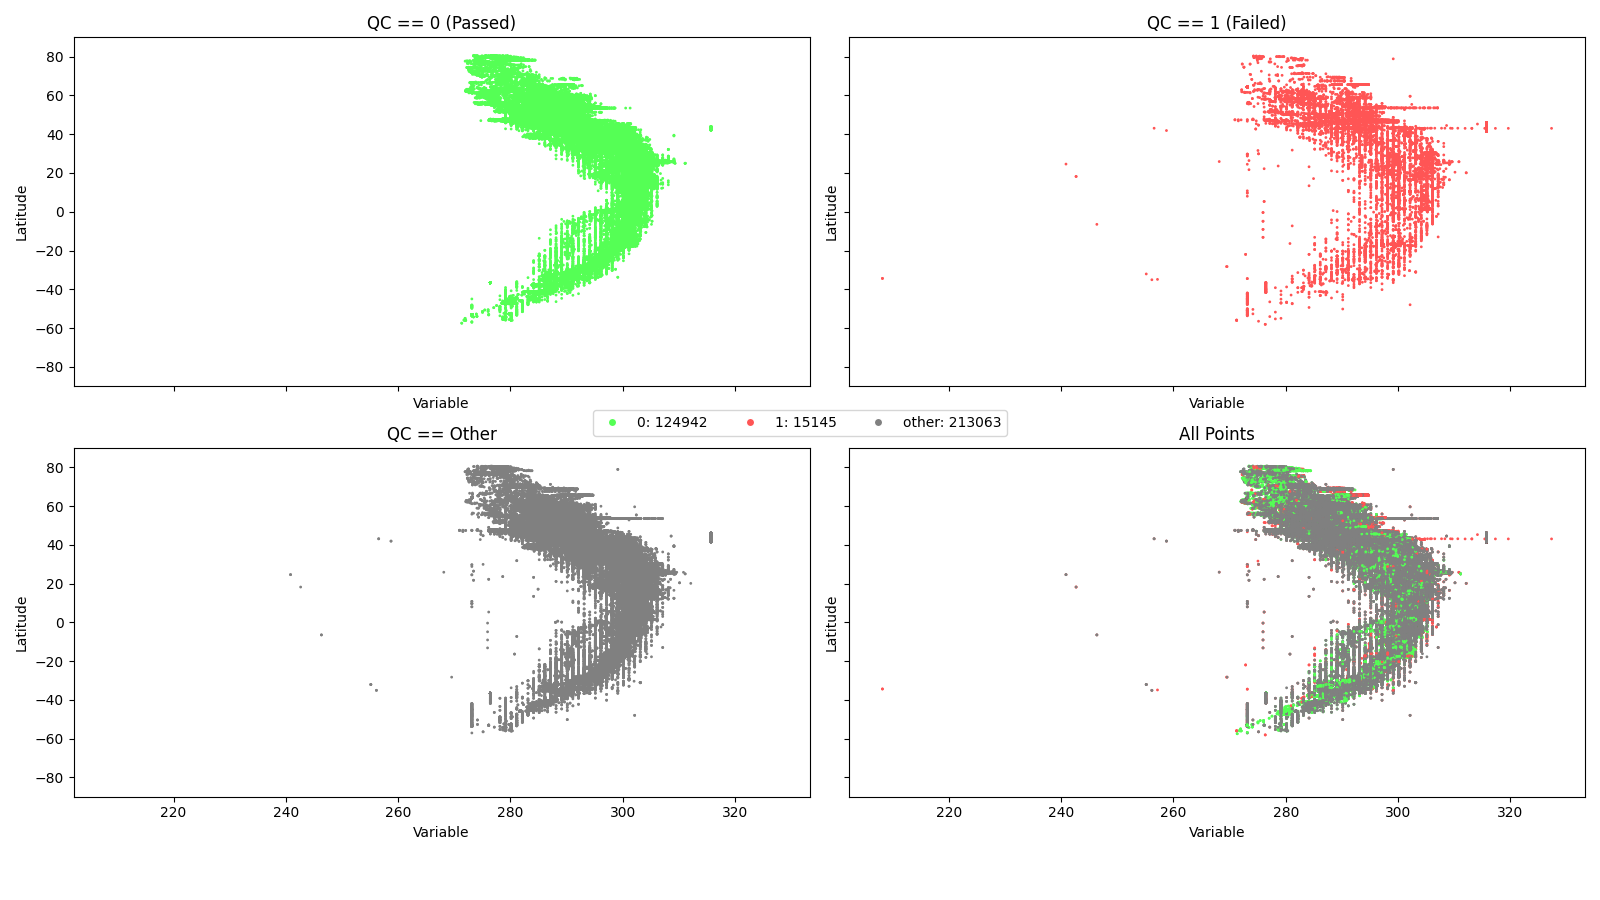 QC == 0 (Passed)
QC == 1 (Failed)
80
60
40
20
0
−20
−40
−60
−80
Latitude
Latitude
Variable
Variable
0: 124942
1: 15145
other: 213063
QC == Other
All Points
80
60
40
20
0
−20
−40
−60
−80
Latitude
Latitude
220
240
260
280
300
320
220
240
260
280
300
320
Variable
Variable